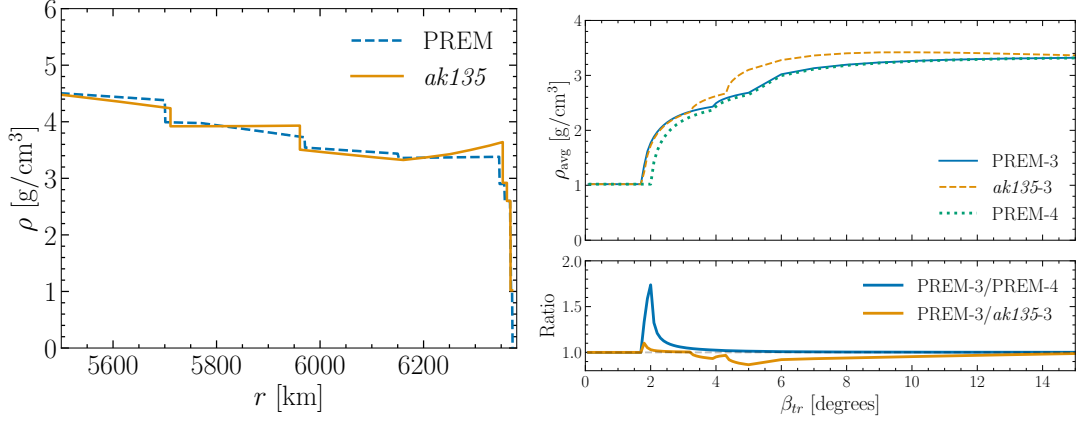 6
5
4
3
2
1
0
ρ [g/cm³]
PREM
ak135
5600
5800
6000
6200
r [km]
4
3
2
1
0
ρavg [g/cm³]
PREM-3
ak135-3
PREM-4
2.0
1.5
1.0
Ratio
PREM-3/PREM-4
PREM-3/ak135-3
0
2
4
6
8
10
12
14
βtr [degrees]